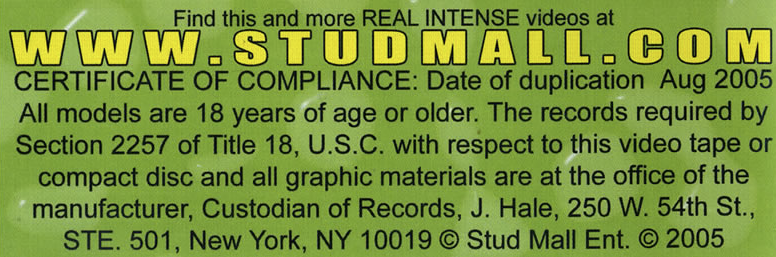 Find this and more REAL INTENSE videos at
WWW.STUDMALL.COM
CERTIFICATE OF COMPLIANCE: Date of duplication Aug 2005
All models are 18 years of age or older. The records required by
Section 2257 of Title 18, U.S.C. with respect to this video tape or
compact disc and all graphic materials are at the office of the
manufacturer, Custodian of Records, J. Hale, 250 W. 54th St.,
STE. 501, New York, NY 10019 © Stud Mall Ent. © 2005